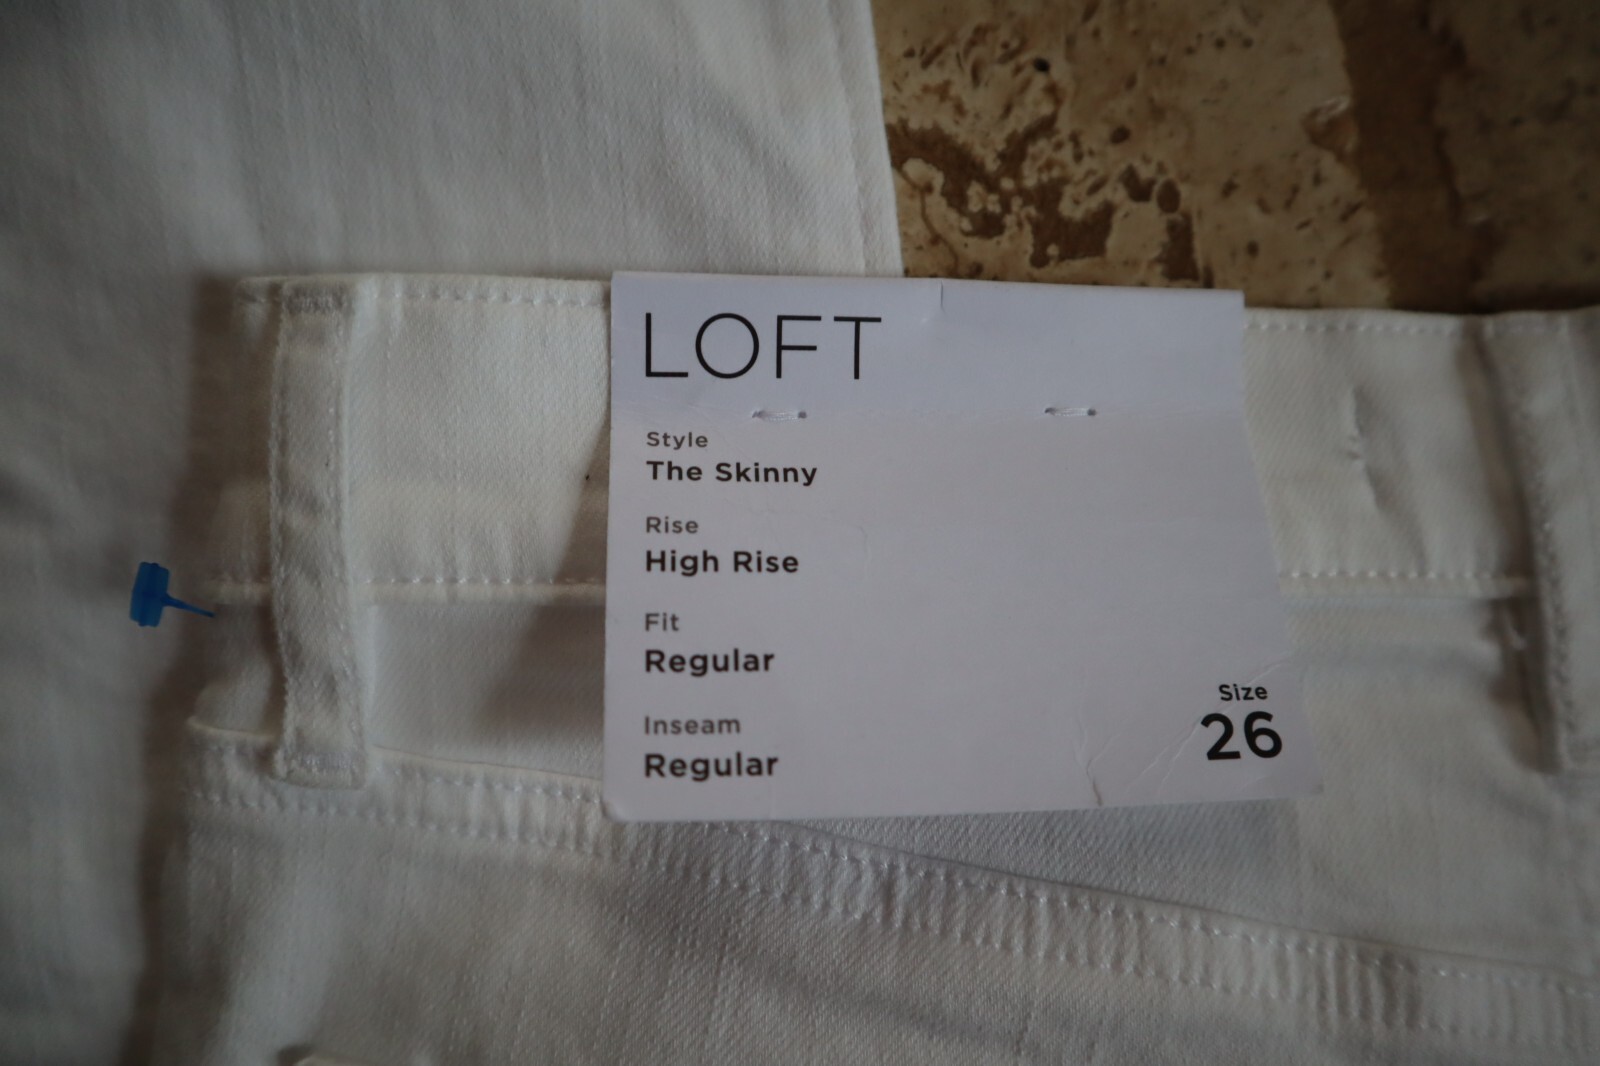 LOFT
Style
The Skinny
Rise
High Rise
Fit
Regular
Inseam
Regular
Size
26